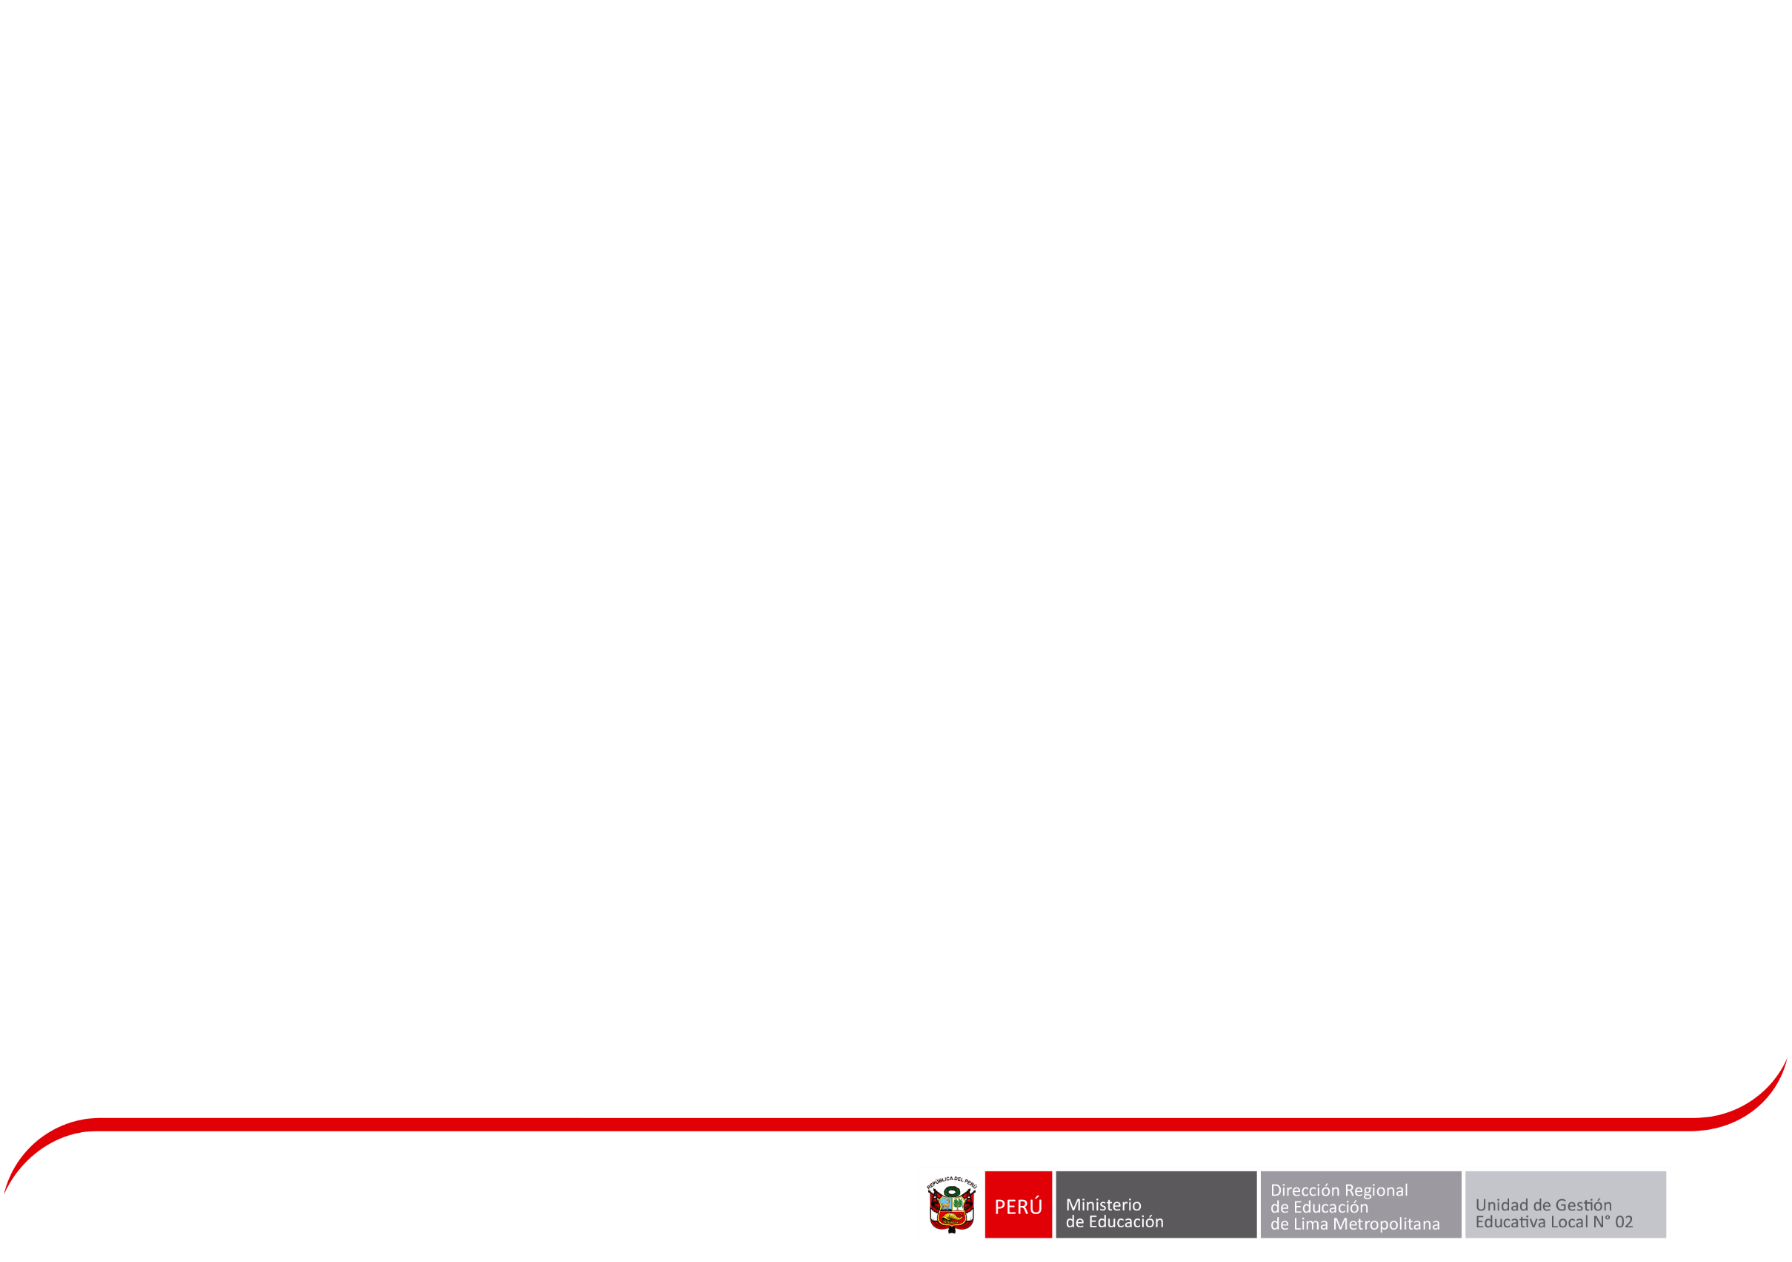 REPÚBLICA DEL PERÚ
PERÚ
Ministerio
de Educación
Dirección Regional
de Educación
de Lima Metropolitana
Unidad de Gestión
Educativa Local N° 02